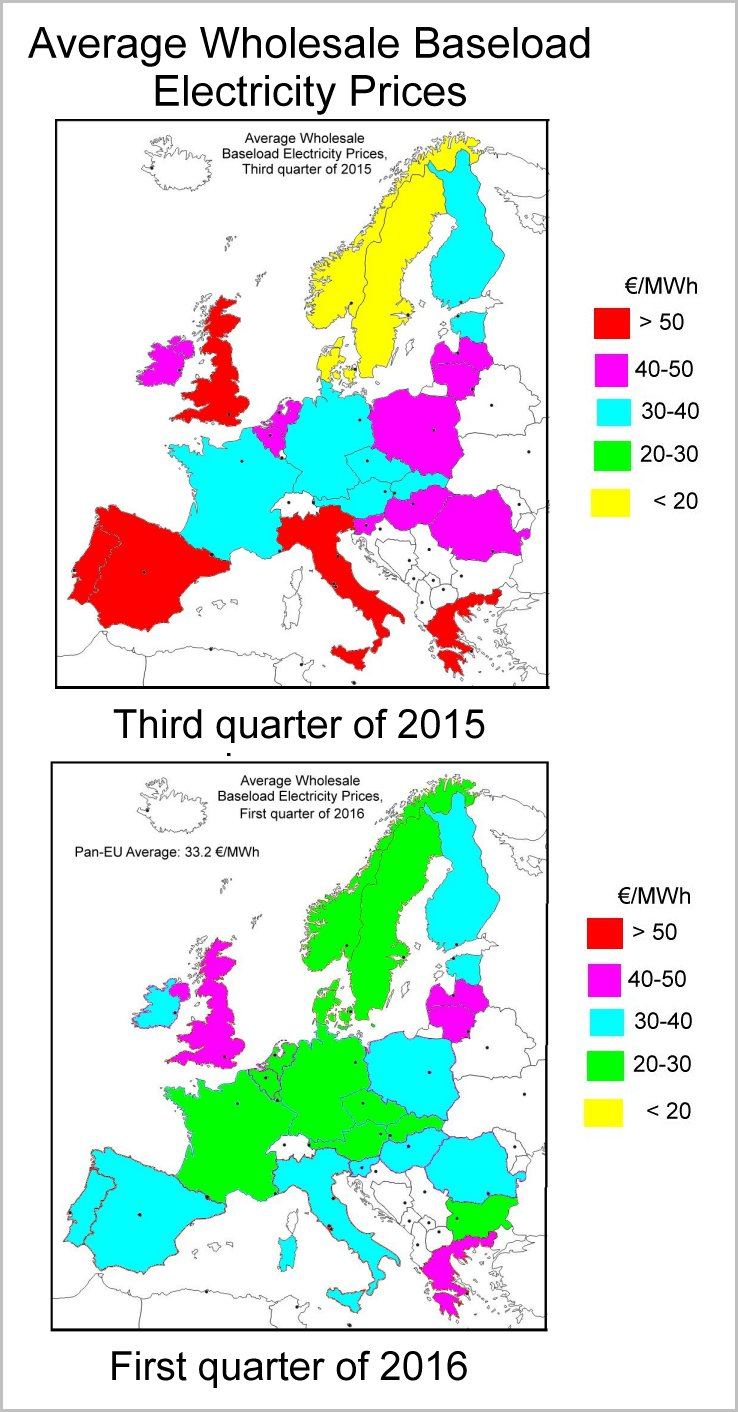 Average Wholesale Baseload
Electricity Prices
Average Wholesale
Baseload Electricity Prices,
Third quarter of 2015
€/MWh
> 50
40-50
30-40
20-30
< 20
Third quarter of 2015
Average Wholesale
Baseload Electricity Prices,
First quarter of 2016
Pan-EU Average: 33.2 €/MWh
€/MWh
> 50
40-50
30-40
20-30
< 20
First quarter of 2016